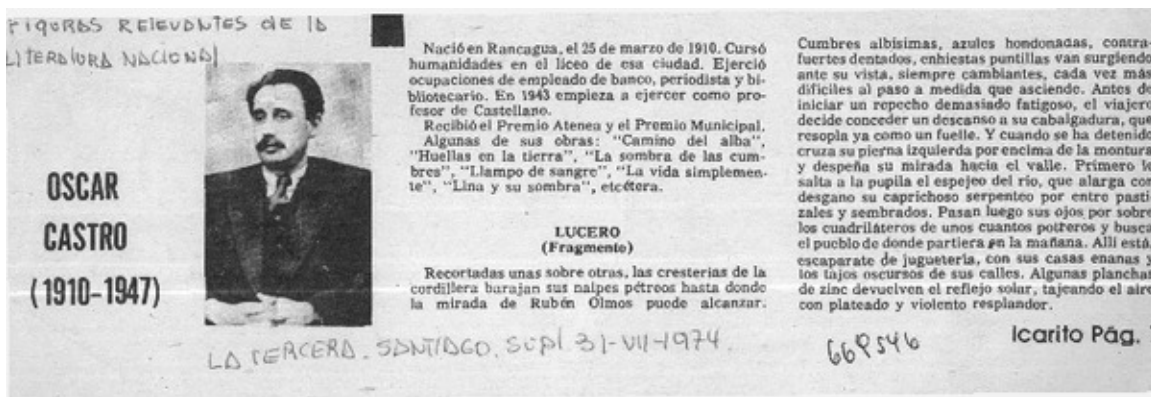 FIGURAS RELEVANTES DE LA
LITERATURA NACIONAL
OSCAR
CASTRO
(1910-1947)
Nació en Rancagua, el 25 de marzo de 1910. Cursó
humanidades en el liceo de esa ciudad. Ejerció
ocupaciones de empleado de banco, periodista y bi-
bliotecario. En 1943 empieza a ejercer como pro-
fesor de Castellano.
Recibió el Premio Atenea y el Premio Municipal.
Algunas de sus obras: "Camino del alba",
"Huellas en la tierra", "La sombra de las cum-
bres", "Llampo de sangre", "La vida simplemen-
te", "Lina y su sombra", etcétera.
LUCERO
(Fragmento)
Recortadas unas sobre otras, las cresterías de la
cordillera barajan sus naipes pétreos hasta donde
la mirada de Rubén Olmos puede alcanzar.
Cumbres albísimas, azules hondonadas, contra-
fuertes dentados, enhiestas puntillas van surgiendo
ante su vista, siempre cambiantes, cada vez más
difíciles al paso a medida que asciende. Antes de
iniciar un repecho demasiado fatigoso, el viajero
decide conceder un descanso a su cabalgadura, que
resopla ya como un fuelle. Y cuando se ha detenido
cruza su pierna izquierda por encima de la montura
y despeña su mirada hacia el valle. Primero le
salta a la pupila el espejeo del río, que alarga con
desgano su caprichoso serpenteo por entre pasti
zales y sembrados. Pasan luego sus ojos por sobre
los cuadriláteros de unos cuantos potreros y busca
el pueblo de donde partiera en la mañana. Allí está,
escaparate de juguetería, con sus casas enanas y
los tajos oscuros de sus calles. Algunas planchas
de zinc devuelven el reflejo solar, tajeando el aire
con plateado y violento resplandor.
LA TERCERA. SANTIAGO. SUPL. 31-VII-1974.
669546
Icarito Pág.